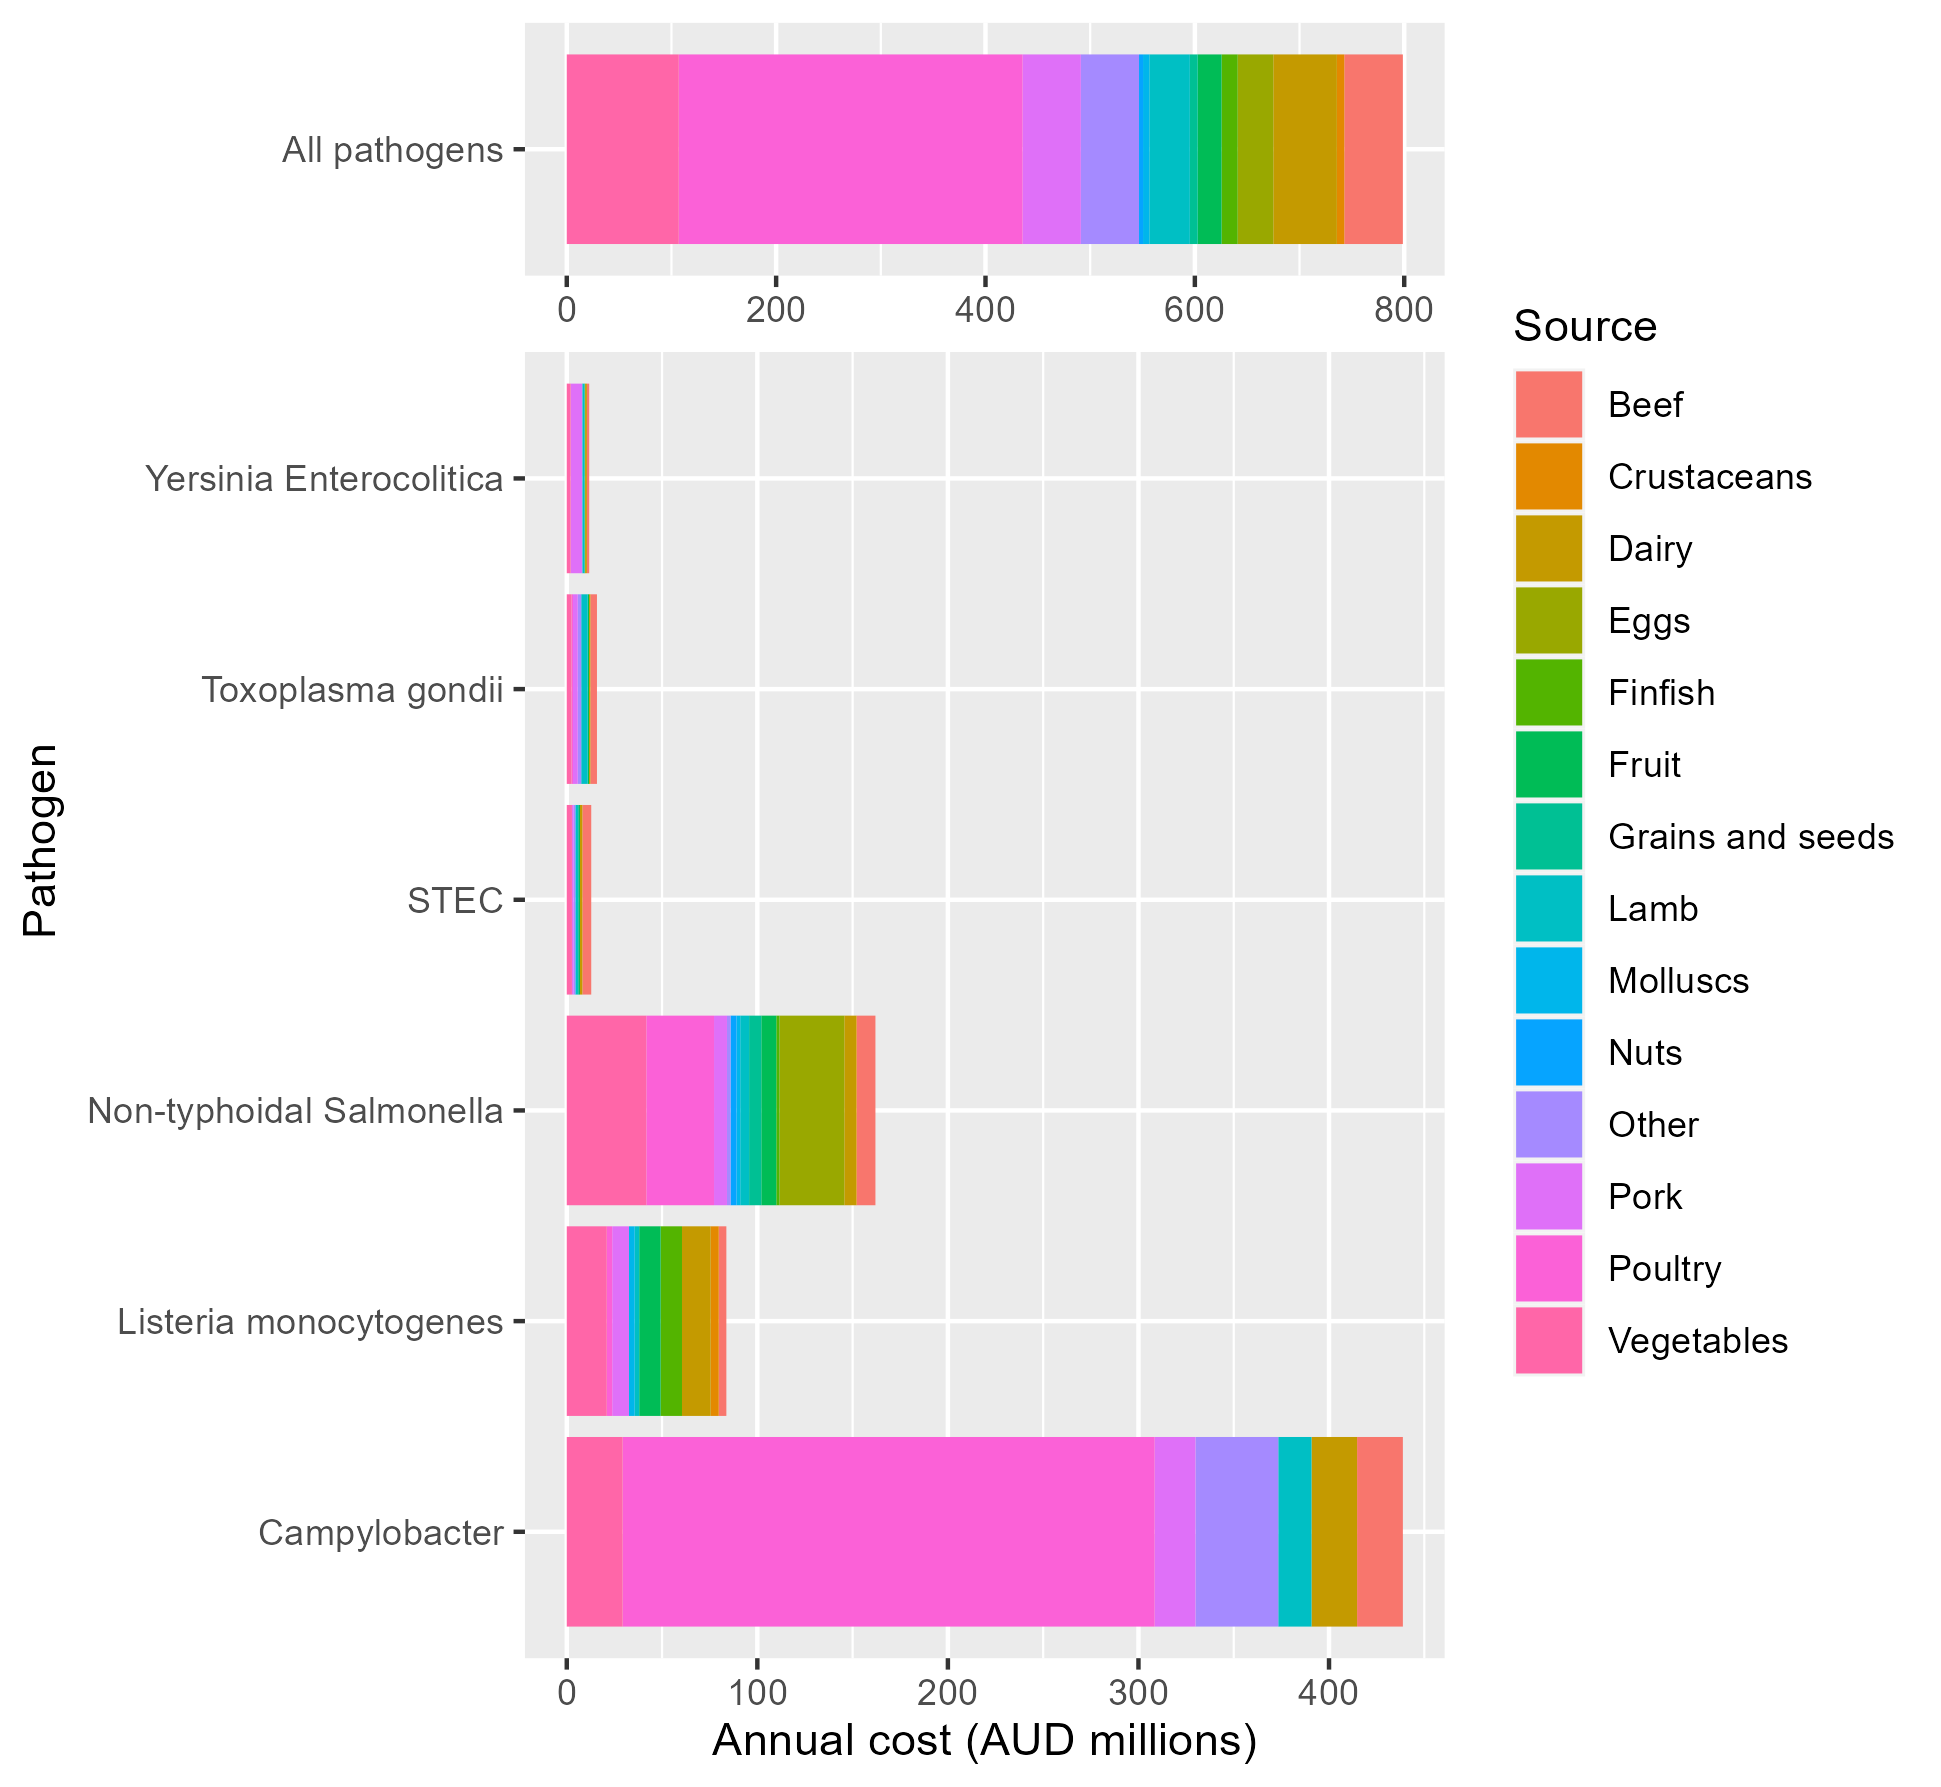 All pathogens
0 200 400 600 800
Yersinia Enterocolitica
Toxoplasma gondii
STEC
Non-typhoidal Salmonella
Listeria monocytogenes
Campylobacter
0 100 200 300 400
Annual cost (AUD millions)
Pathogen
Source
Beef
Crustaceans
Dairy
Eggs
Finfish
Fruit
Grains and seeds
Lamb
Molluscs
Nuts
Other
Pork
Poultry
Vegetables